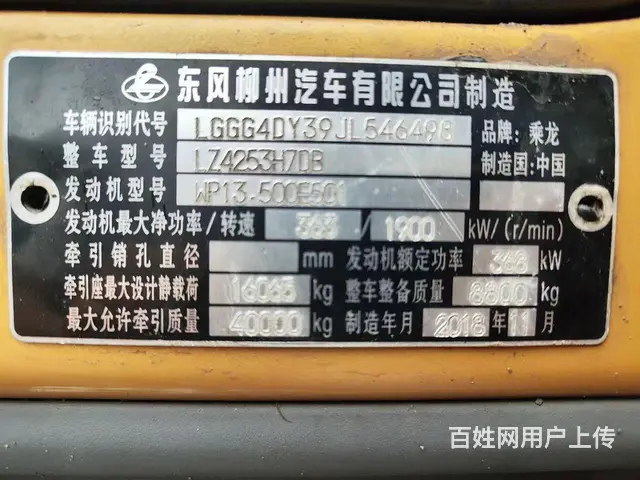 东风柳州汽车有限公司制造
车辆识别代号 LGGG4DY39JL546498 品牌:乘龙
整车型号 LZ4253H7DB 制造国:中国
发动机型号 WP13.500E501
发动机最大净功率/转速 363 / 1900 kW/(r/min)
牵引销孔直径 mm 发动机额定功率 368 kW
牵引座最大设计静载荷 16065 kg 整车整备质量 8800 kg
最大允许牵引质量 40000 kg 制造年月 2018 年 11 月
百姓网用户上传